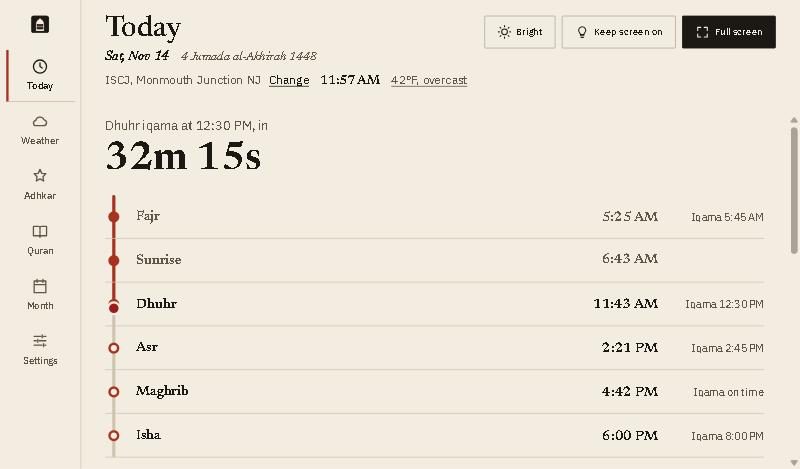 Today
Sat, Nov 14 4 Jumada al-Akhirah 1448
ISCJ, Monmouth Junction NJ Change 11:57 AM 42°F, overcast
Bright
Keep screen on
Full screen
Today
Weather
Adhkar
Quran
Month
Settings
Dhuhr iqama at 12:30 PM, in
32m 15s
Fajr 5:25 AM Iqama 5:45 AM
Sunrise 6:43 AM
Dhuhr 11:43 AM Iqama 12:30 PM
Asr 2:21 PM Iqama 2:45 PM
Maghrib 4:42 PM Iqama on time
Isha 6:00 PM Iqama 8:00 PM